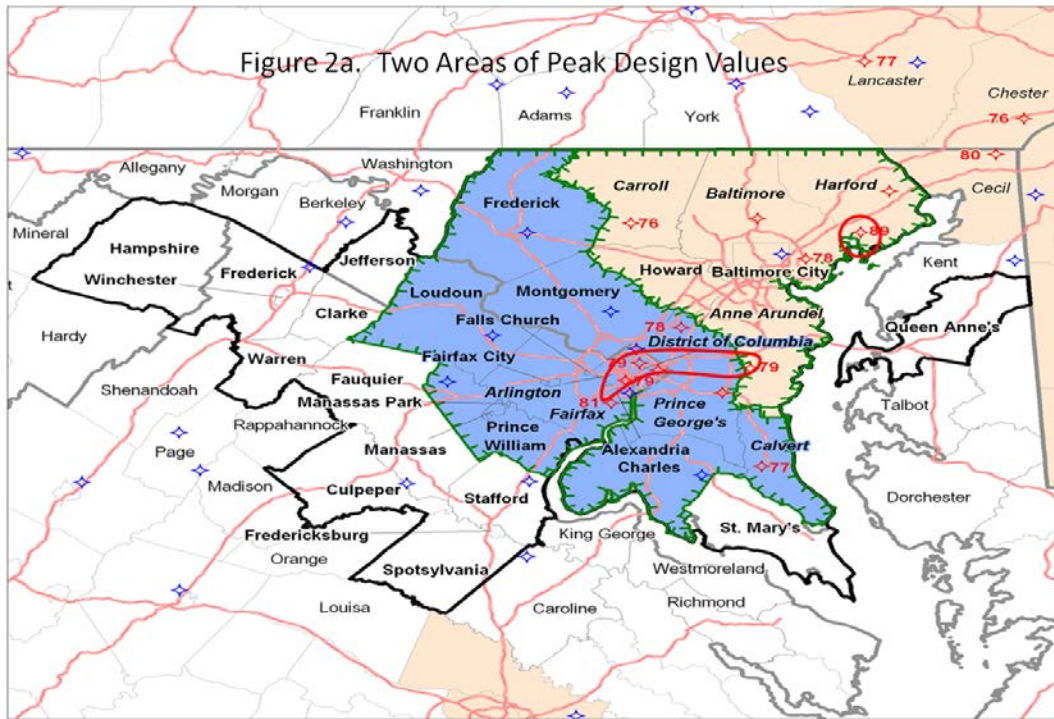 Figure 2a. Two Areas of Peak Design Values
77
Lancaster
Chester
76
Franklin
Adams
York
80
Allegany
Washington
Cecil
Morgan
Berkeley
Carroll
Baltimore
Harford
Frederick
76
89
Mineral
Hampshire
Jefferson
78
Kent
Winchester
Frederick
Howard
Baltimore City
Loudoun
Montgomery
Clarke
Falls Church
Anne Arundel
Queen Anne's
Hardy
78
District of Columbia
Warren
Fairfax City
9
79
Shenandoah
Fauquier
Arlington
79
Talbot
Manassas Park
81
Fairfax
Prince
George's
Rappahannock
Prince
William
Page
Manassas
Alexandria
Calvert
Charles
77
Madison
Culpeper
Stafford
Dorchester
Fredericksburg
King George
St. Mary's
Orange
Spotsylvania
Westmoreland
Louisa
Caroline
Richmond